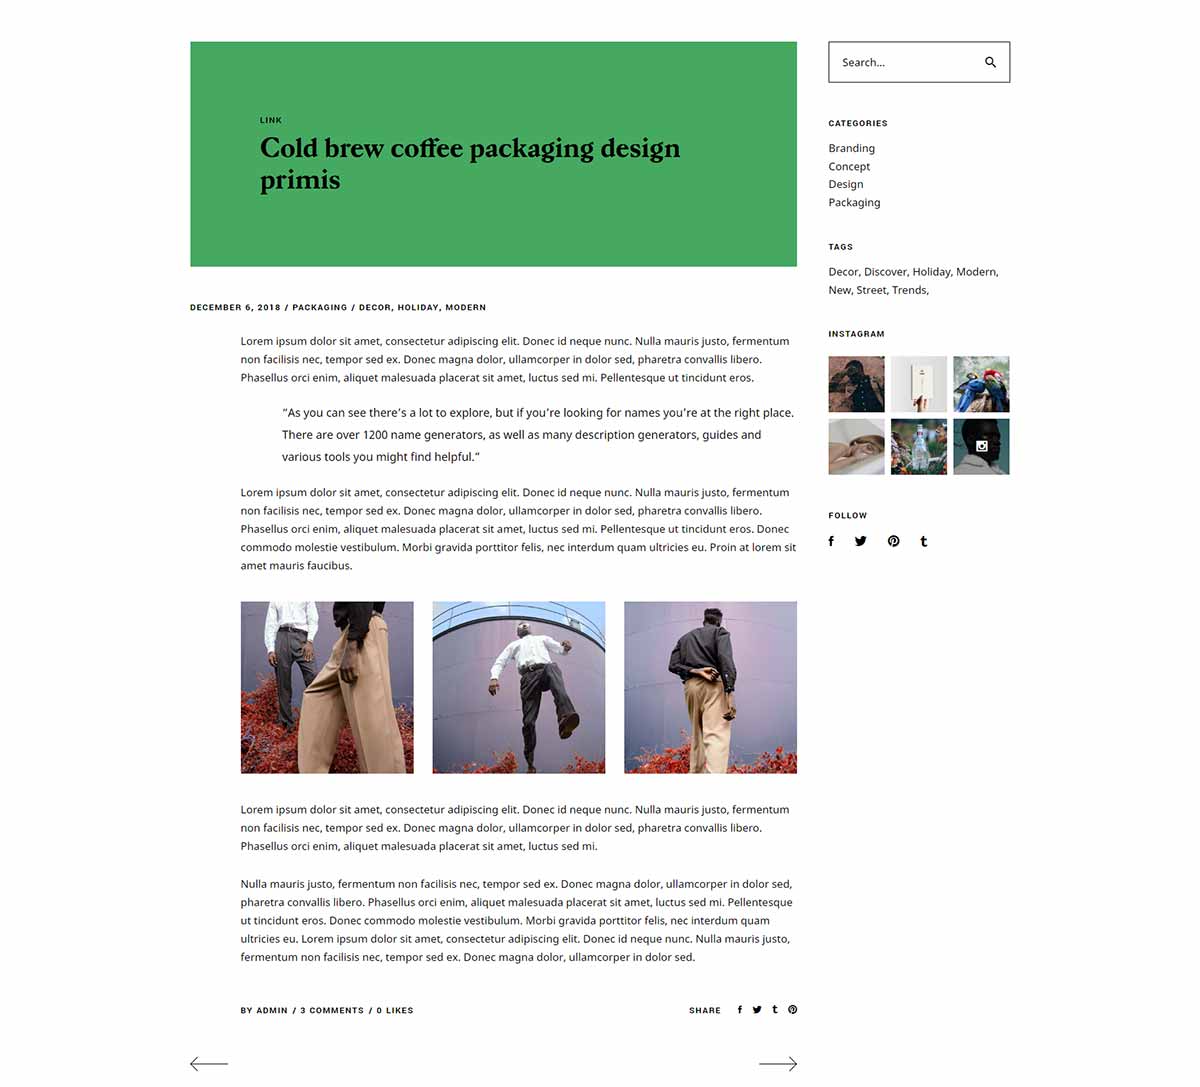 LINK
Cold brew coffee packaging design
primis
DECEMBER 6, 2018 / PACKAGING / DECOR, HOLIDAY, MODERN
Lorem ipsum dolor sit amet, consectetur adipiscing elit. Donec id neque nunc. Nulla mauris justo, fermentum
non facilisis nec, tempor sed ex. Donec magna dolor, ullamcorper in dolor sed, pharetra convallis libero.
Phasellus orci enim, aliquet malesuada placerat sit amet, luctus sed mi. Pellentesque ut tincidunt eros.
“As you can see there’s a lot to explore, but if you’re looking for names you’re at the right place.
There are over 1200 name generators, as well as many description generators, guides and
various tools you might find helpful.”
Lorem ipsum dolor sit amet, consectetur adipiscing elit. Donec id neque nunc. Nulla mauris justo, fermentum
non facilisis nec, tempor sed ex. Donec magna dolor, ullamcorper in dolor sed, pharetra convallis libero.
Phasellus orci enim, aliquet malesuada placerat sit amet, luctus sed mi. Pellentesque ut tincidunt eros. Donec
commodo molestie vestibulum. Morbi gravida porttitor felis, nec interdum quam ultricies eu. Proin at lorem sit
amet mauris faucibus.
Lorem ipsum dolor sit amet, consectetur adipiscing elit. Donec id neque nunc. Nulla mauris justo, fermentum
non facilisis nec, tempor sed ex. Donec magna dolor, ullamcorper in dolor sed, pharetra convallis libero.
Phasellus orci enim, aliquet malesuada placerat sit amet, luctus sed mi.
Nulla mauris justo, fermentum non facilisis nec, tempor sed ex. Donec magna dolor, ullamcorper in dolor sed,
pharetra convallis libero. Phasellus orci enim, aliquet malesuada placerat sit amet, luctus sed mi. Pellentesque
ut tincidunt eros. Donec commodo molestie vestibulum. Morbi gravida porttitor felis, nec interdum quam
ultricies eu. Lorem ipsum dolor sit amet, consectetur adipiscing elit. Donec id neque nunc. Nulla mauris justo,
fermentum non facilisis nec, tempor sed ex. Donec magna dolor, ullamcorper in dolor sed.
BY ADMIN / 3 COMMENTS / 0 LIKES
SHARE
Search...
CATEGORIES
Branding
Concept
Design
Packaging
TAGS
Decor, Discover, Holiday, Modern,
New, Street, Trends,
INSTAGRAM
FOLLOW